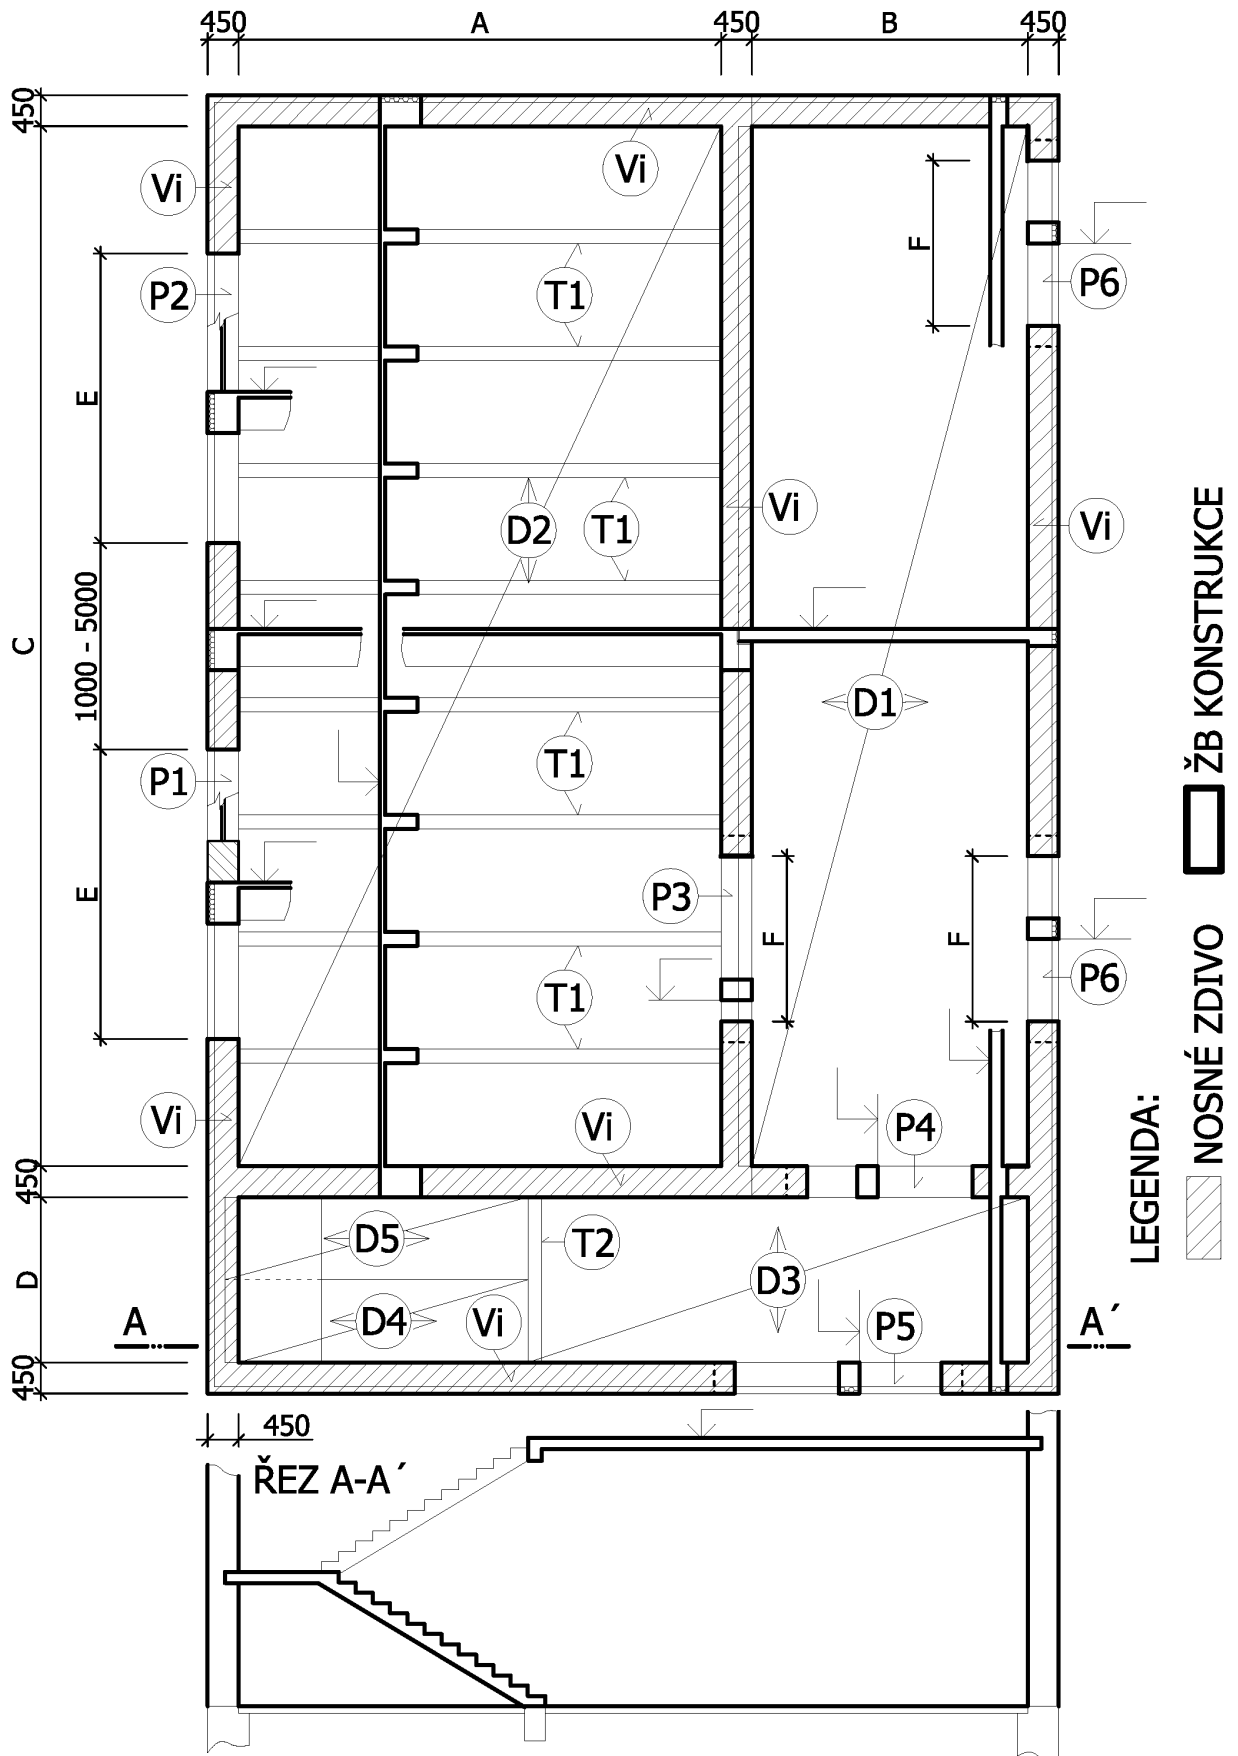 450 A 450 B 450
450
Vi
Vi
F
P2
T1
P6
E
D2
T1
Vi
Vi
C
1000 - 5000
D1
P1
T1
E
P3
F
F
T1
P6
Vi
Vi
P4
450
D5
T2
D
D3
D4
Vi
P5
A
A´
450
450
ŘEZ A-A´
LEGENDA:
NOSNÉ ZDIVO
ŽB KONSTRUKCE